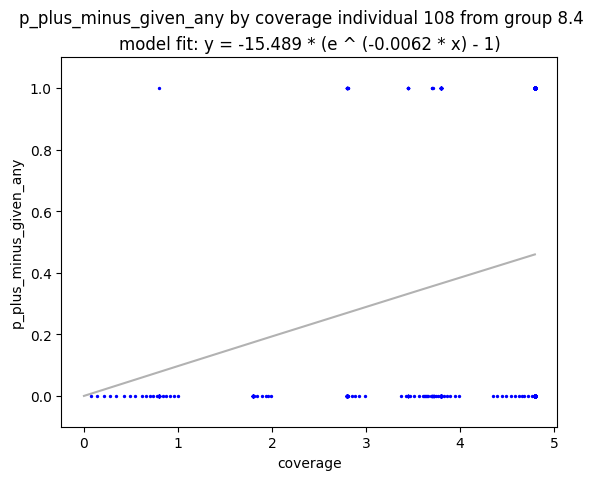 p_plus_minus_given_any by coverage individual 108 from group 8.4
model fit: y = -15.489 * (e ^ (-0.0062 * x) - 1)
1.0
0.8
0.6
0.4
0.2
0.0
p_plus_minus_given_any
0 1 2 3 4 5
coverage